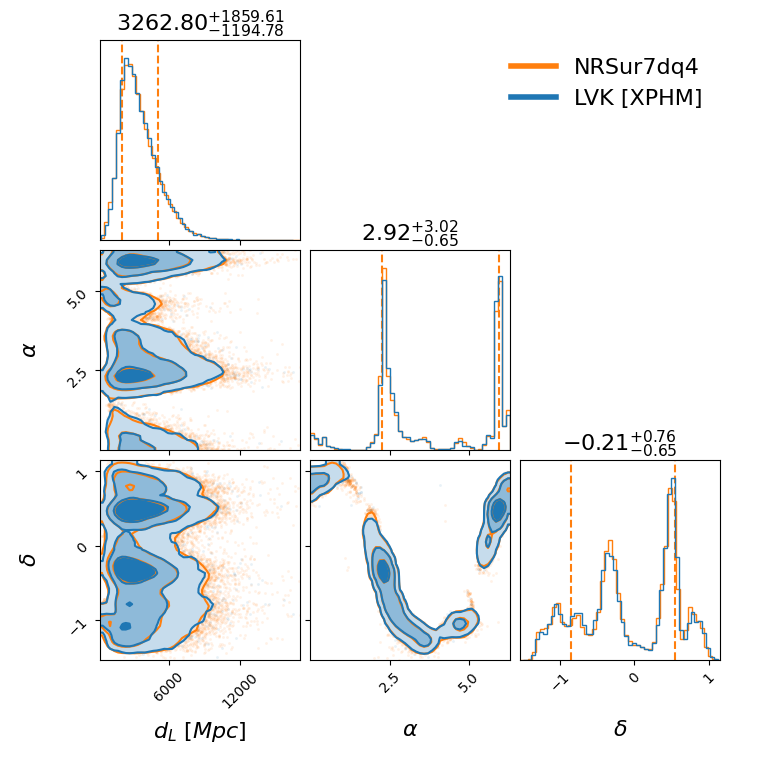 3262.80+1859.61−1194.78
NRSur7dq4
LVK [XPHM]
2.92+3.02−0.65
5.0
α
2.5
−0.21+0.76−0.65
1
δ
0
−1
6000
12000
2.5
5.0
−1
0
1
d_L [Mpc]
α
δ